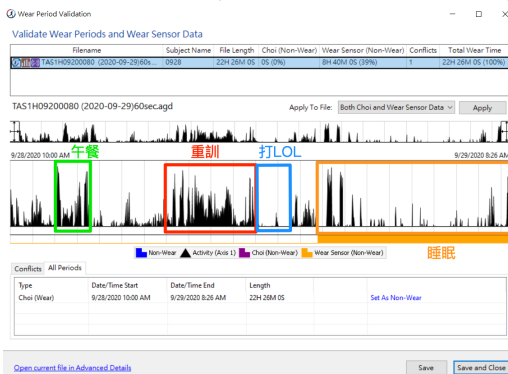 Wear Period Validation
Validate Wear Periods and Wear Sensor Data
Filename Subject Name File Length Choi (Non-Wear) Wear Sensor (Non-Wear) Conflicts Total Wear Time
TAS1H09200080 (2020-09-29)60s... 0928 22H 26M 0S 0S (0%) 8H 40M 0S (39%) 1 22H 26M 0S (100%)
TAS1H09200080 (2020-09-29)60sec.agd Apply To File: Both Choi and Wear Sensor Data Apply
9/28/2020 10:00 AM 午餐 重訓 打LOL 9/29/2020 8:26 AM
睡眠
Non-Wear Activity (Axis 1) Choi (Non-Wear) Wear Sensor (Non-Wear)
Conflicts All Periods
Type Date/Time Start Date/Time End Length
Choi (Wear) 9/28/2020 10:00 AM 9/29/2020 8:26 AM 22H 26M 0S Set As Non-Wear
Open current file in Advanced Details Save Save and Close